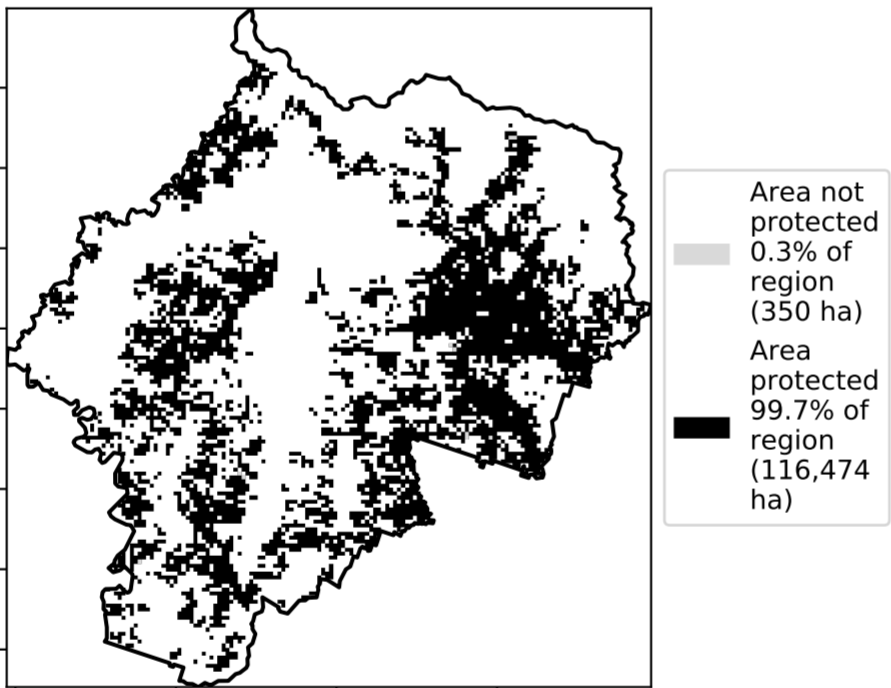 Area not
protected
0.3% of
region
(350 ha)
Area
protected
99.7% of
region
(116,474
ha)